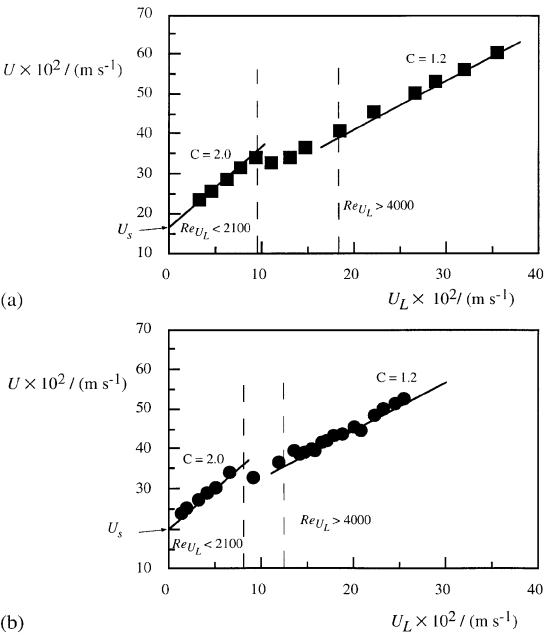 70
60
U × 10² / (m s⁻¹)
C = 1.2
50
40
30
C = 2.0
20
Re_{U_L} > 4000
U_s
Re_{U_L} < 2100
10
0 10 20 30 40
(a)
U_L × 10² / (m s⁻¹)
70
60
U × 10² / (m s⁻¹)
C = 1.2
50
40
C = 2.0
30
20
Re_{U_L} > 4000
U_s
Re_{U_L} < 2100
10
0 10 20 30 40
(b)
U_L × 10² / (m s⁻¹)